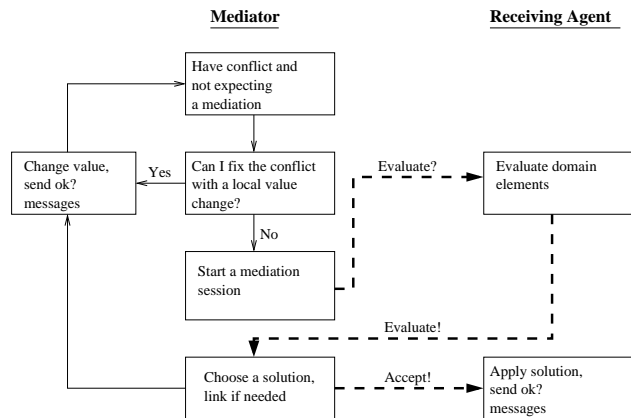 Mediator
Receiving Agent
Have conflict and
not expecting
a mediation
Change value,
send ok?
messages
Yes
Can I fix the conflict
with a local value
change?
Evaluate?
Evaluate domain
elements
No
Start a mediation
session
Evaluate!
Choose a solution,
link if needed
Accept!
Apply solution,
send ok?
messages